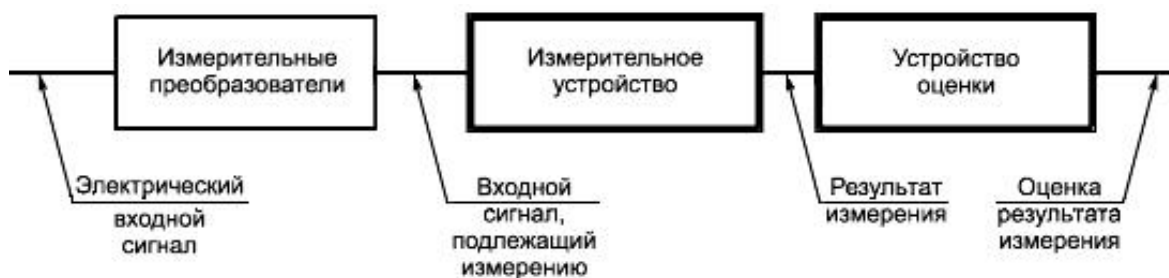 Измерительные
преобразователи
Измерительное
устройство
Устройство
оценки
Электрический
входной
сигнал
Входной
сигнал,
подлежащий
измерению
Результат
измерения
Оценка
результата
измерения